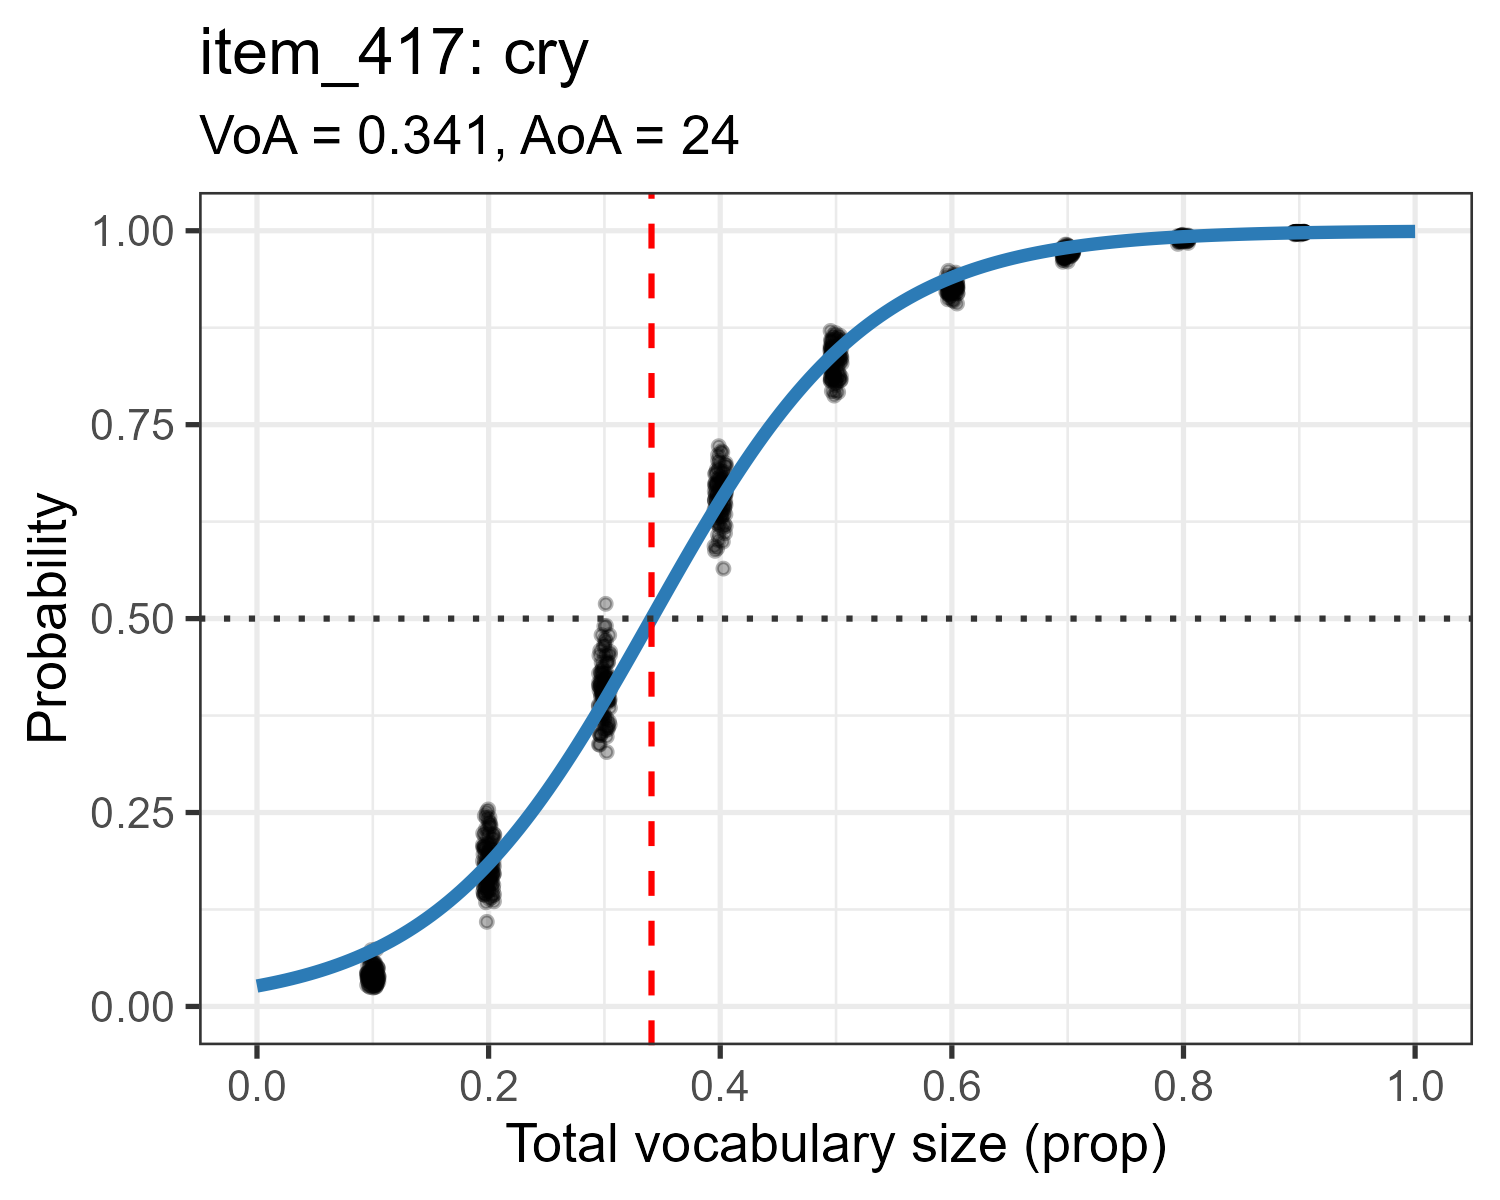 item_417: cry
VoA = 0.341, AoA = 24
1.00
0.75
0.50
0.25
0.00
Probability
0.0 0.2 0.4 0.6 0.8 1.0
Total vocabulary size (prop)